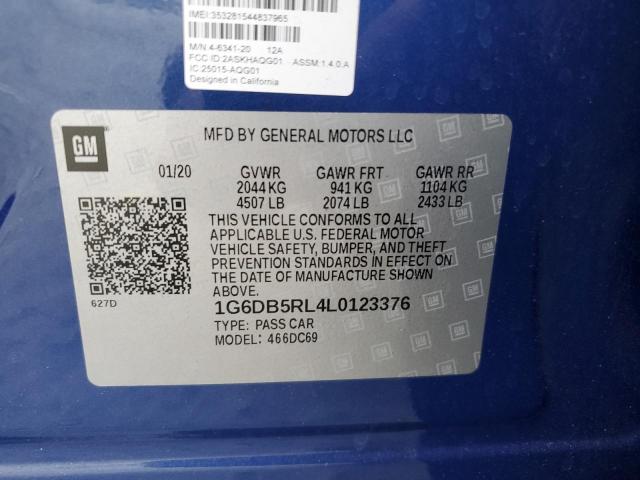 IMEI:353281544837965
M/N:4-6341-20 12A
FCC ID:2ASKHAQG01 ASSM:1.4.0.A
IC:25015-AQG01
Designed in California
GM
MFD BY GENERAL MOTORS LLC
01/20 GVWR GAWR FRT GAWR RR
2044 KG 941 KG 1104 KG
4507 LB 2074 LB 2433 LB
THIS VEHICLE CONFORMS TO ALL
APPLICABLE U.S. FEDERAL MOTOR
VEHICLE SAFETY, BUMPER, AND THEFT
PREVENTION STANDARDS IN EFFECT ON
THE DATE OF MANUFACTURE SHOWN
ABOVE.
627D
1G6DB5RL4L0123376
TYPE: PASS CAR
MODEL: 466DC69